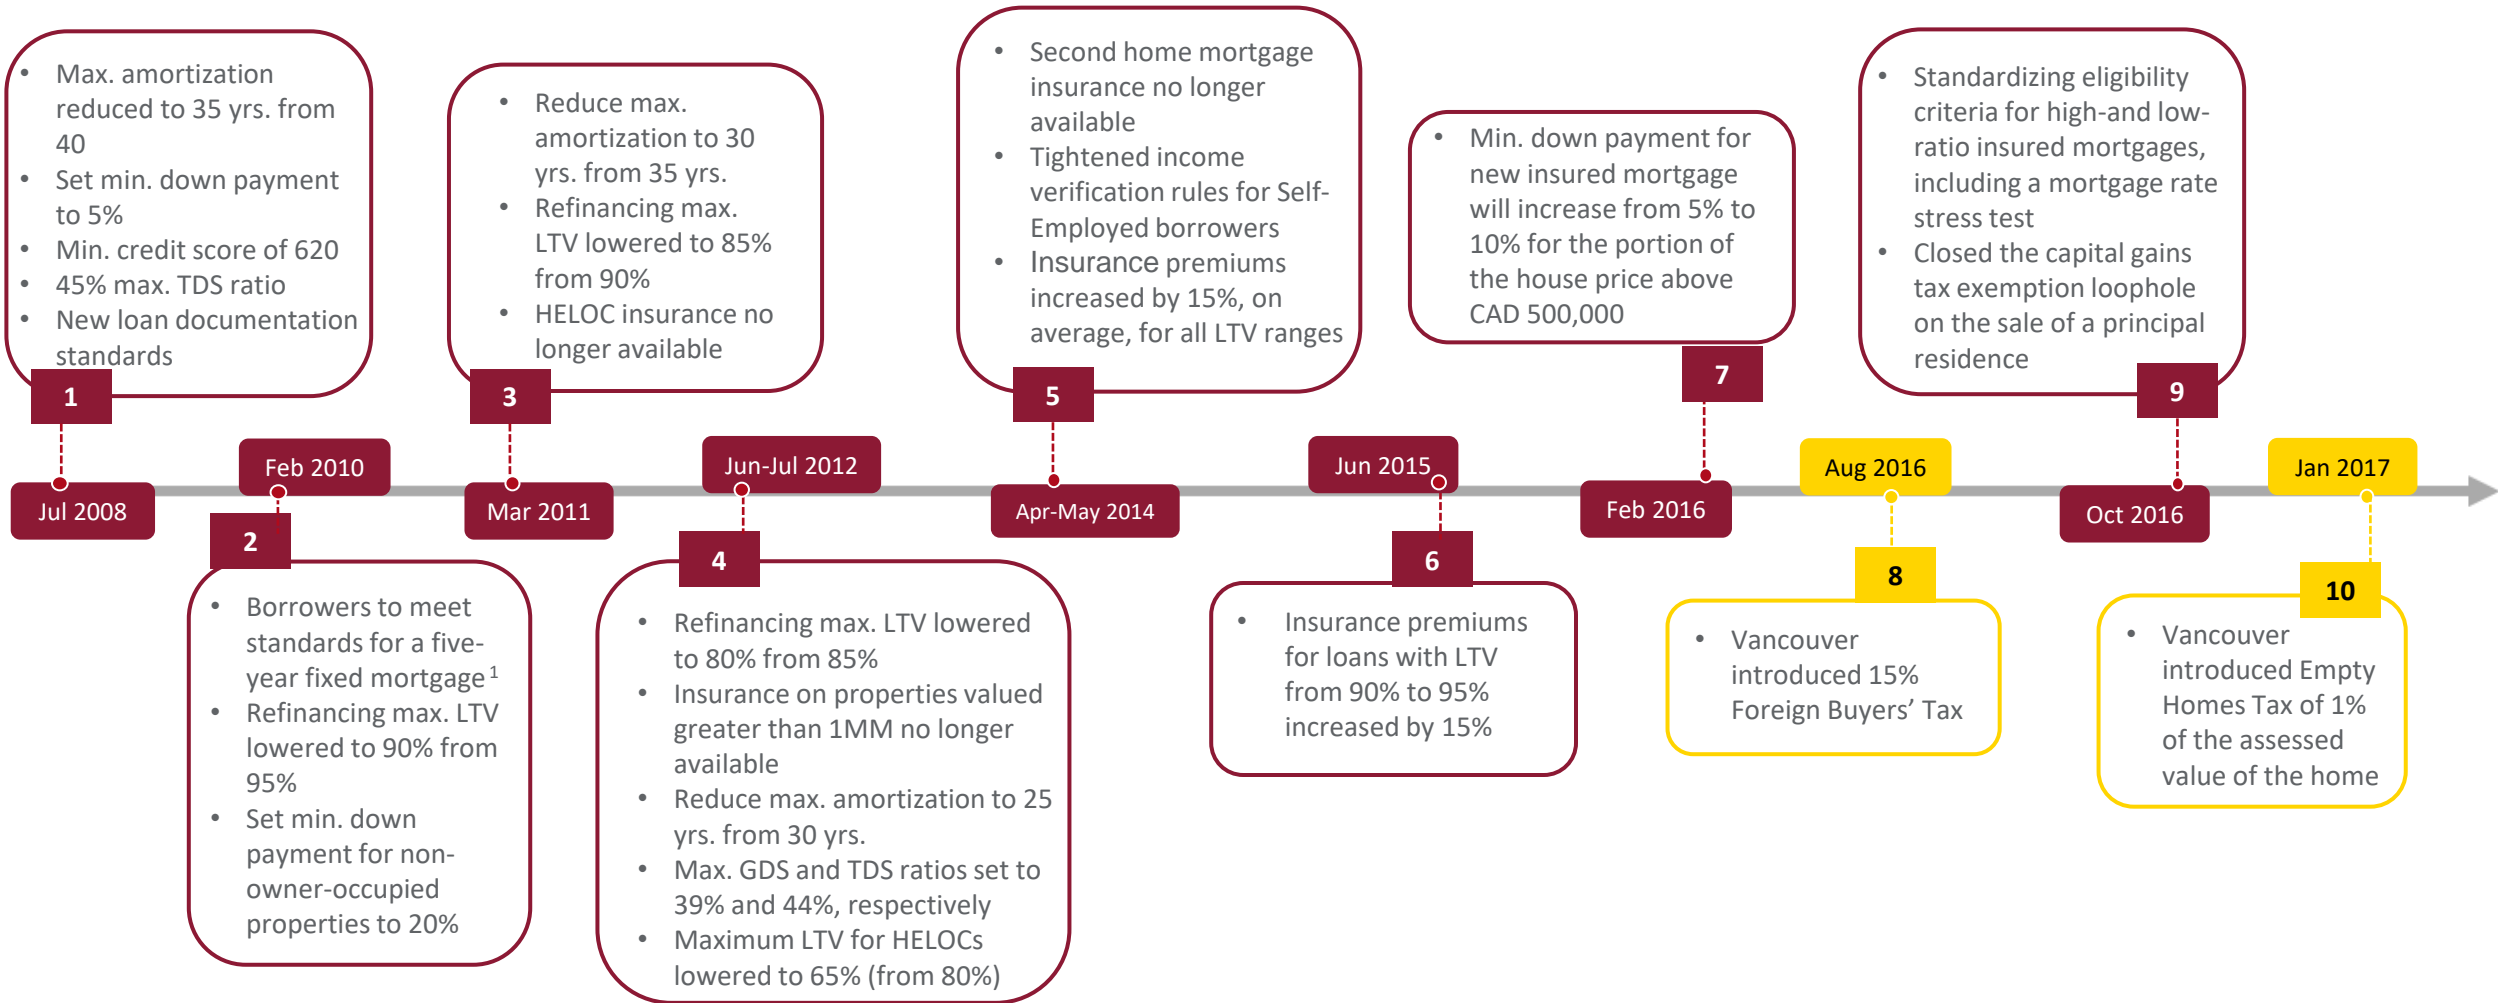 • Max. amortization
reduced to 35 yrs. from
40
• Set min. down payment
to 5%
• Min. credit score of 620
• 45% max. TDS ratio
• New loan documentation
standards
1
Jul 2008
Feb 2010
2
• Borrowers to meet
standards for a five-
year fixed mortgage 1
• Refinancing max. LTV
lowered to 90% from
95%
• Set min. down
payment for non-
owner-occupied
properties to 20%
• Reduce max.
amortization to 30
yrs. from 35 yrs.
• Refinancing max.
LTV lowered to 85%
from 90%
• HELOC insurance no
longer available
3
Mar 2011
Jun-Jul 2012
4
• Refinancing max. LTV lowered
to 80% from 85%
• Insurance on properties valued
greater than 1MM no longer
available
• Reduce max. amortization to 25
yrs. from 30 yrs.
• Max. GDS and TDS ratios set to
39% and 44%, respectively
• Maximum LTV for HELOCs
lowered to 65% (from 80%)
• Second home mortgage
insurance no longer
available
• Tightened income
verification rules for Self-
Employed borrowers
• Insurance premiums
increased by 15%, on
average, for all LTV ranges
5
Apr-May 2014
Jun 2015
6
• Insurance premiums
for loans with LTV
from 90% to 95%
increased by 15%
• Min. down payment for
new insured mortgage
will increase from 5% to
10% for the portion of
the house price above
CAD 500,000
7
Feb 2016
Aug 2016
8
• Vancouver
introduced 15%
Foreign Buyers’ Tax
• Standardizing eligibility
criteria for high-and low-
ratio insured mortgages,
including a mortgage rate
stress test
• Closed the capital gains
tax exemption loophole
on the sale of a principal
residence
9
Oct 2016
Jan 2017
10
• Vancouver
introduced Empty
Homes Tax of 1%
of the assessed
value of the home